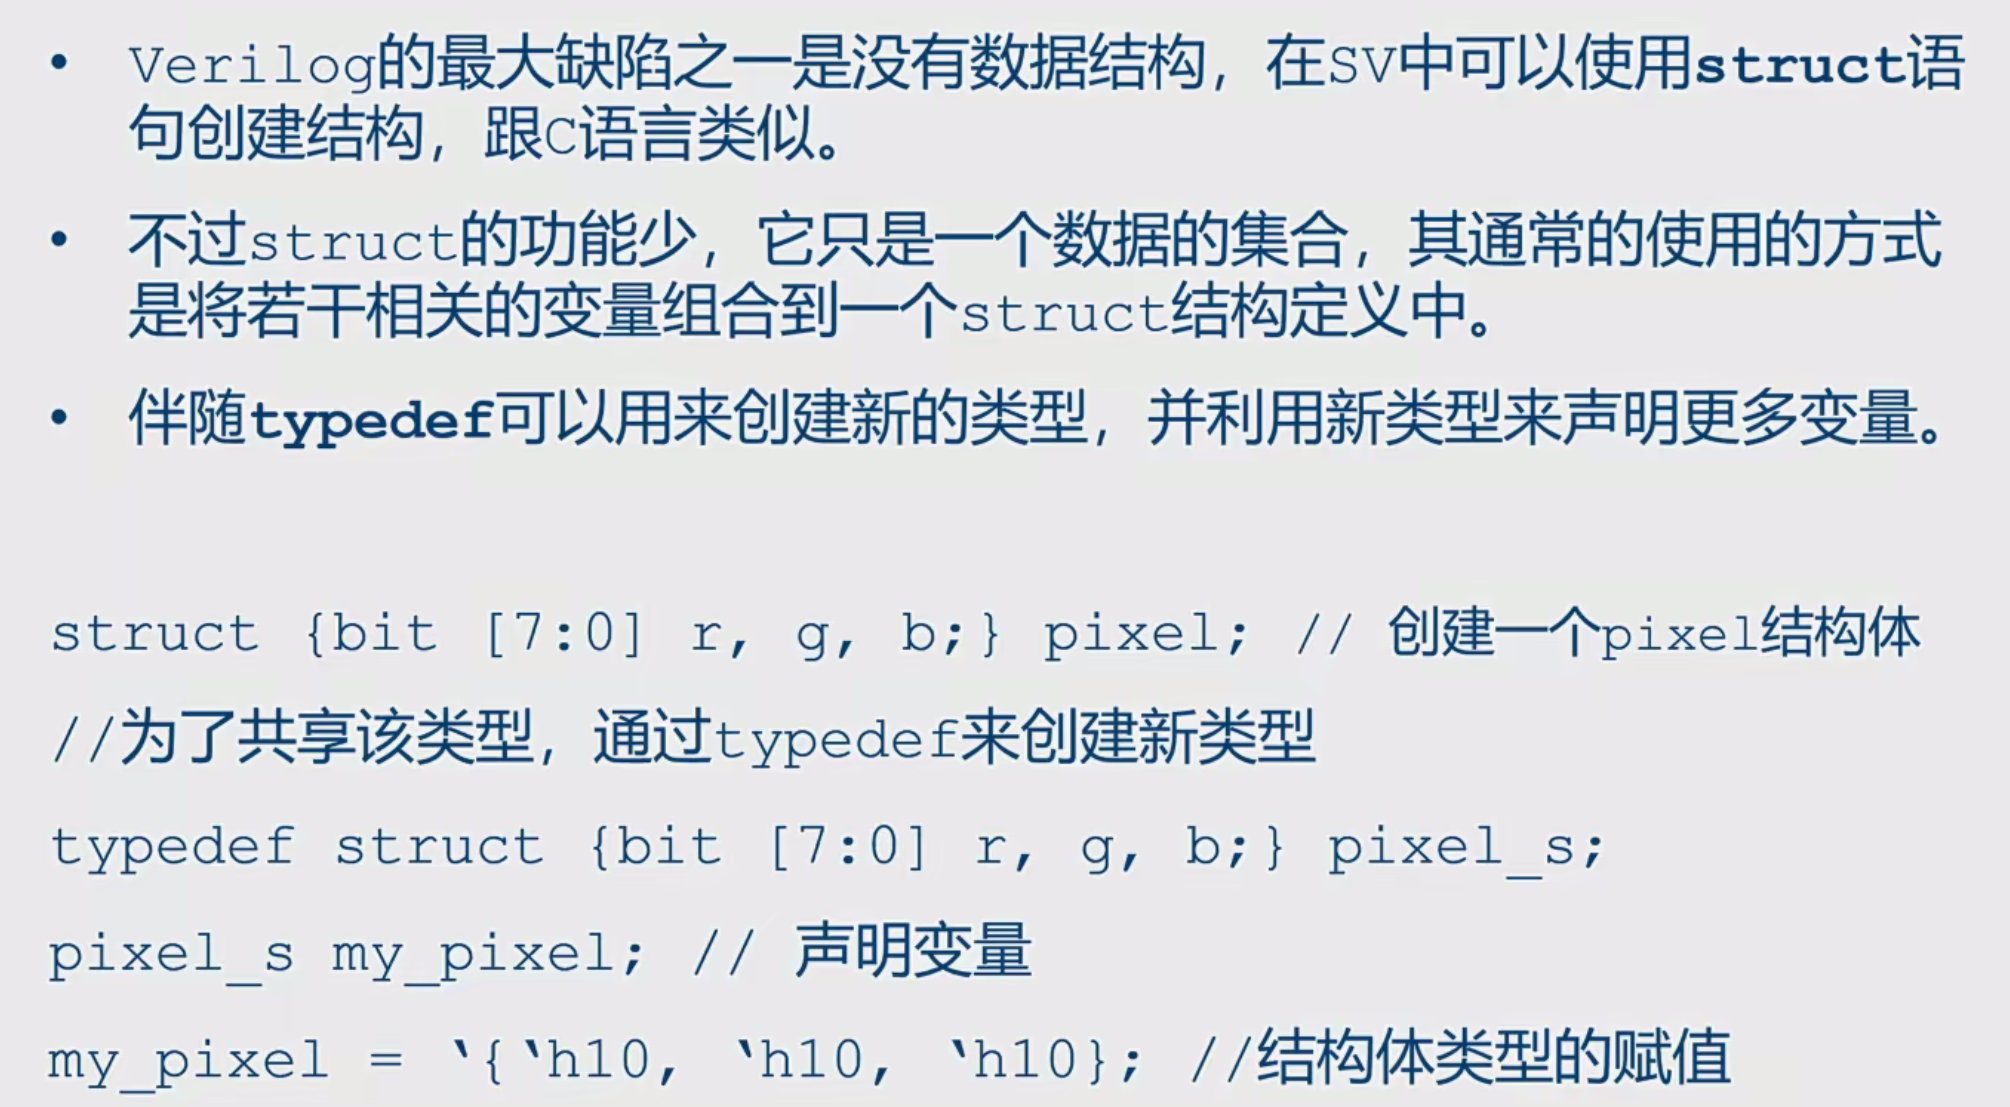 • Verilog的最大缺陷之一是没有数据结构，在SV中可以使用struct语
句创建结构，跟C语言类似。
• 不过struct的功能少，它只是一个数据的集合，其通常的使用的方式
是将若干相关的变量组合到一个struct结构定义中。
• 伴随typedef可以用来创建新的类型，并利用新类型来声明更多变量。
struct {bit [7:0] r, g, b;} pixel; // 创建一个pixel结构体
//为了共享该类型，通过typedef来创建新类型
typedef struct {bit [7:0] r, g, b;} pixel_s;
pixel_s my_pixel; // 声明变量
my_pixel = ‵{‵h10, ‵h10, ‵h10}; //结构体类型的赋值